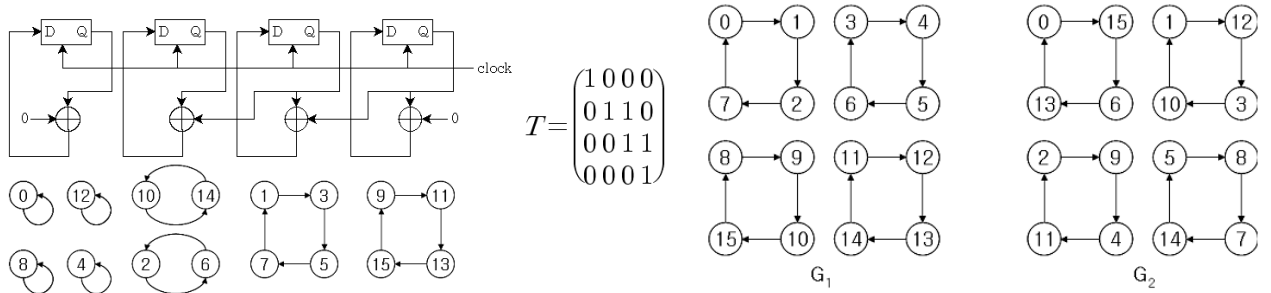 D Q D Q D Q D Q
clock
0 0
0 12 10 14 1 3 9 11
8 4 2 6 7 5 15 13
T=
1 0 0 0
0 1 1 0
0 0 1 1
0 0 0 1
0 1 3 4
7 2 6 5
8 9 11 12
15 10 14 13
G1
0 15 1 12
13 6 10 3
2 9 5 8
11 4 14 7
G2